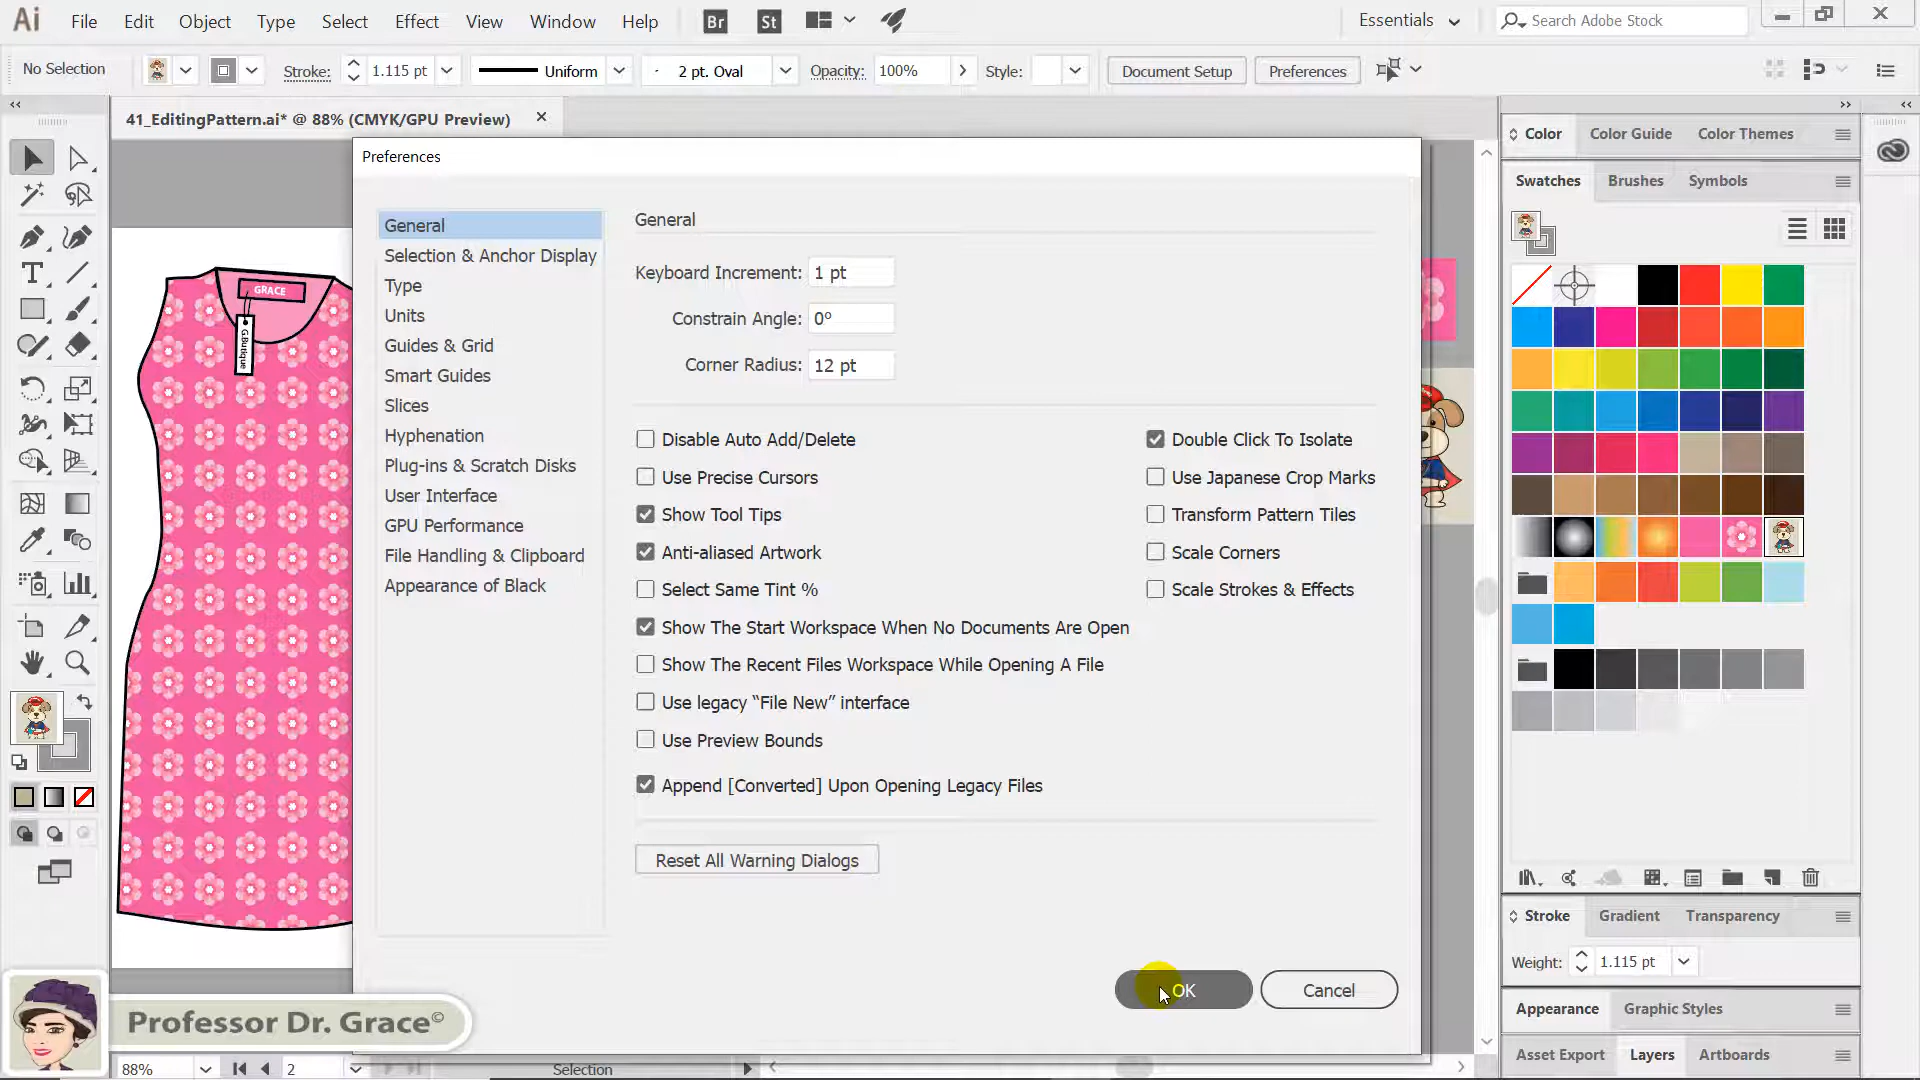 Ai File Edit Object Type Select Effect View Window Help Br St Essentials Search Adobe Stock
No Selection Stroke: 1.115 pt Uniform 2 pt. Oval Opacity: 100% Style: Document Setup Preferences
41_EditingPattern.ai* @ 88% (CMYK/GPU Preview)
Preferences
General
Selection & Anchor Display
Type
Units
Guides & Grid
Smart Guides
Slices
Hyphenation
Plug-ins & Scratch Disks
User Interface
GPU Performance
File Handling & Clipboard
Appearance of Black
General
Keyboard Increment: 1 pt
Constrain Angle: 0°
Corner Radius: 12 pt
Disable Auto Add/Delete
Use Precise Cursors
Show Tool Tips
Anti-aliased Artwork
Select Same Tint %
Show The Start Workspace When No Documents Are Open
Show The Recent Files Workspace While Opening A File
Use legacy “File New” interface
Use Preview Bounds
Append [Converted] Upon Opening Legacy Files
Double Click To Isolate
Use Japanese Crop Marks
Transform Pattern Tiles
Scale Corners
Scale Strokes & Effects
Reset All Warning Dialogs
OK Cancel
GRACE
G.Butique
Color Color Guide Color Themes
Swatches Brushes Symbols
Stroke Gradient Transparency
Weight: 1.115 pt
Appearance Graphic Styles
Asset Export Layers Artboards
Professor Dr. Grace©
88% 2 Selection